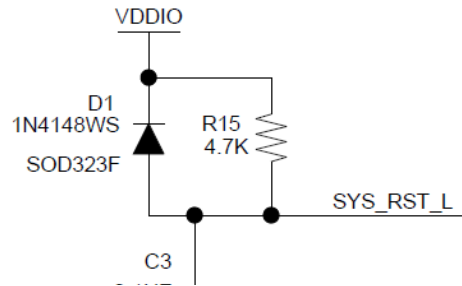 VDDIO
D1
1N4148WS
SOD323F
R15
4.7K
SYS_RST_L
C3